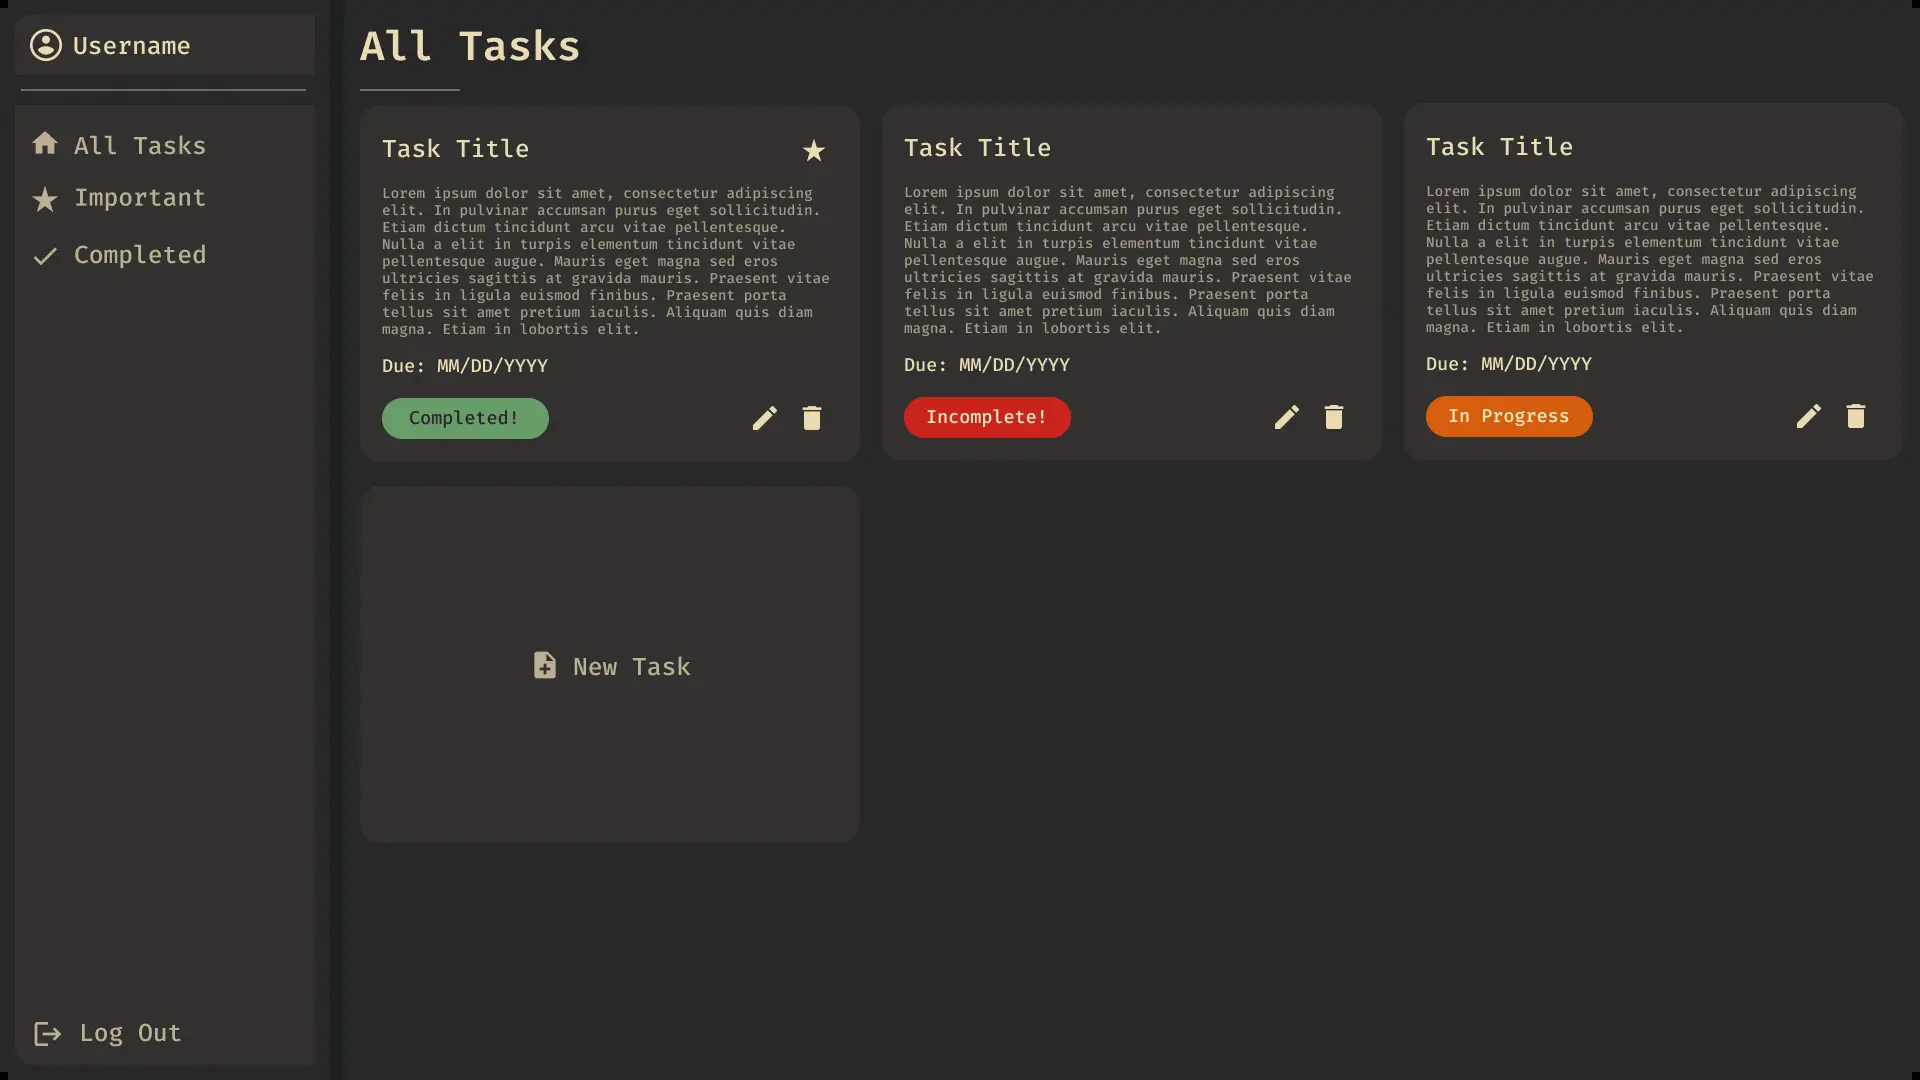 Username
All Tasks
Important
Completed
Log Out
All Tasks
Task Title
Lorem ipsum dolor sit amet, consectetur adipiscing
elit. In pulvinar accumsan purus eget sollicitudin.
Etiam dictum tincidunt arcu vitae pellentesque.
Nulla a elit in turpis elementum tincidunt vitae
pellentesque augue. Mauris eget magna sed eros
ultricies sagittis at gravida mauris. Praesent vitae
felis in ligula euismod finibus. Praesent porta
tellus sit amet pretium iaculis. Aliquam quis diam
magna. Etiam in lobortis elit.
Due: MM/DD/YYYY
Completed!
Task Title
Lorem ipsum dolor sit amet, consectetur adipiscing
elit. In pulvinar accumsan purus eget sollicitudin.
Etiam dictum tincidunt arcu vitae pellentesque.
Nulla a elit in turpis elementum tincidunt vitae
pellentesque augue. Mauris eget magna sed eros
ultricies sagittis at gravida mauris. Praesent vitae
felis in ligula euismod finibus. Praesent porta
tellus sit amet pretium iaculis. Aliquam quis diam
magna. Etiam in lobortis elit.
Due: MM/DD/YYYY
Incomplete!
Task Title
Lorem ipsum dolor sit amet, consectetur adipiscing
elit. In pulvinar accumsan purus eget sollicitudin.
Etiam dictum tincidunt arcu vitae pellentesque.
Nulla a elit in turpis elementum tincidunt vitae
pellentesque augue. Mauris eget magna sed eros
ultricies sagittis at gravida mauris. Praesent vitae
felis in ligula euismod finibus. Praesent porta
tellus sit amet pretium iaculis. Aliquam quis diam
magna. Etiam in lobortis elit.
Due: MM/DD/YYYY
In Progress
New Task